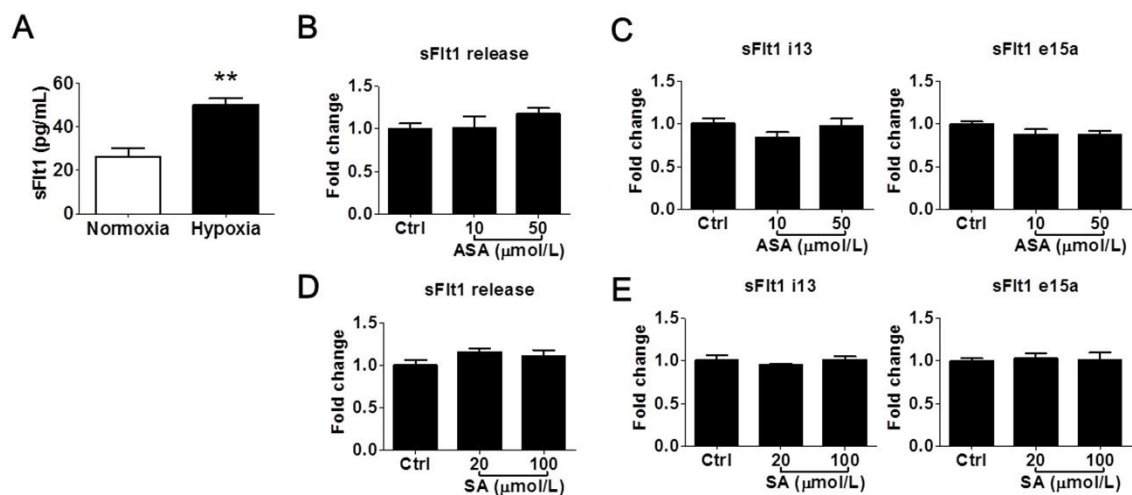 A
sFlt1 (pg/mL)
60
40
20
0
**
Normoxia Hypoxia
B
sFlt1 release
Fold change
1.5
1.0
0.5
0.0
Ctrl 10 50
ASA (μmol/L)
C
sFlt1 i13
Fold change
1.5
1.0
0.5
0.0
Ctrl 10 50
ASA (μmol/L)
sFlt1 e15a
Fold change
1.5
1.0
0.5
0.0
Ctrl 10 50
ASA (μmol/L)
D
sFlt1 release
Fold change
1.5
1.0
0.5
0.0
Ctrl 20 100
SA (μmol/L)
E
sFlt1 i13
Fold change
1.5
1.0
0.5
0.0
Ctrl 20 100
SA (μmol/L)
sFlt1 e15a
Fold change
1.5
1.0
0.5
0.0
Ctrl 20 100
SA (μmol/L)